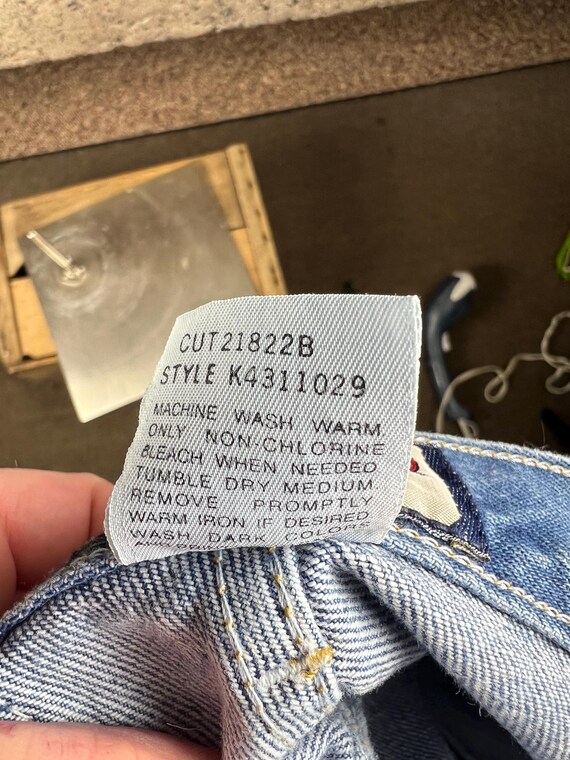 CUT21822B
STYLE K4311029
MACHINE WASH WARM
ONLY NON-CHLORINE
BLEACH WHEN NEEDED
TUMBLE DRY MEDIUM
REMOVE PROMPTLY
WARM IRON IF DESIRED
WASH DARK COLORS